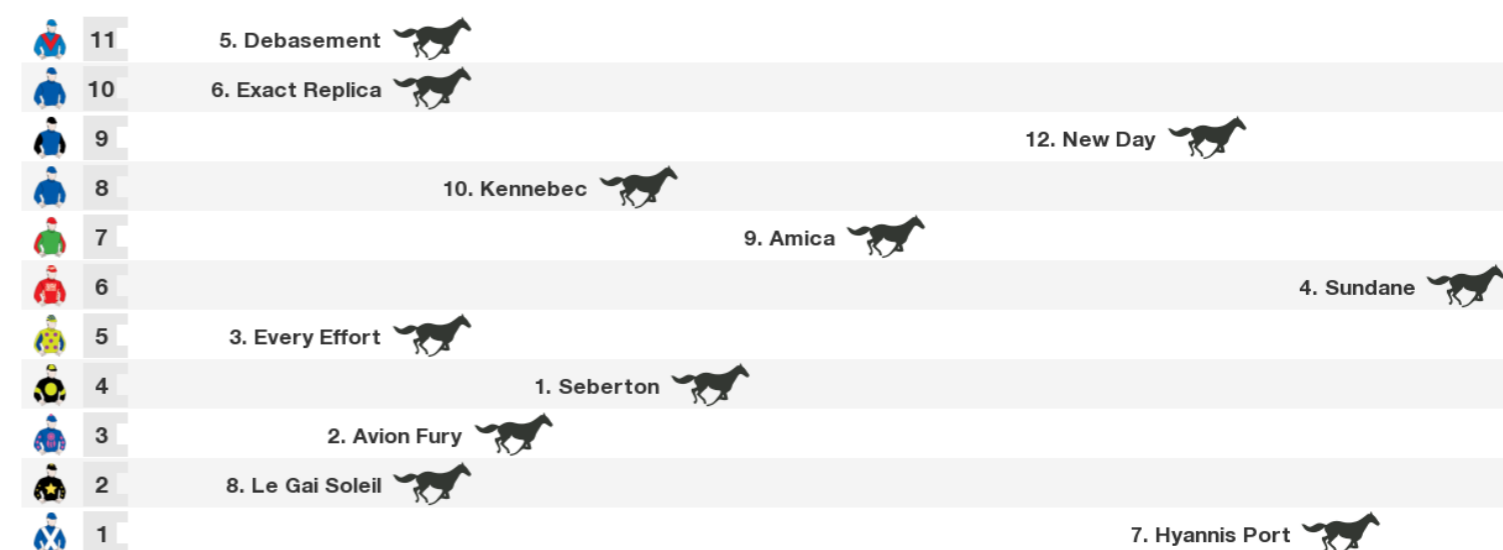 11 5. Debasement
10 6. Exact Replica
9 12. New Day
8 10. Kennebec
7 9. Amica
6 4. Sundane
5 3. Every Effort
4 1. Seberton
3 2. Avion Fury
2 8. Le Gai Soleil
1 7. Hyannis Port